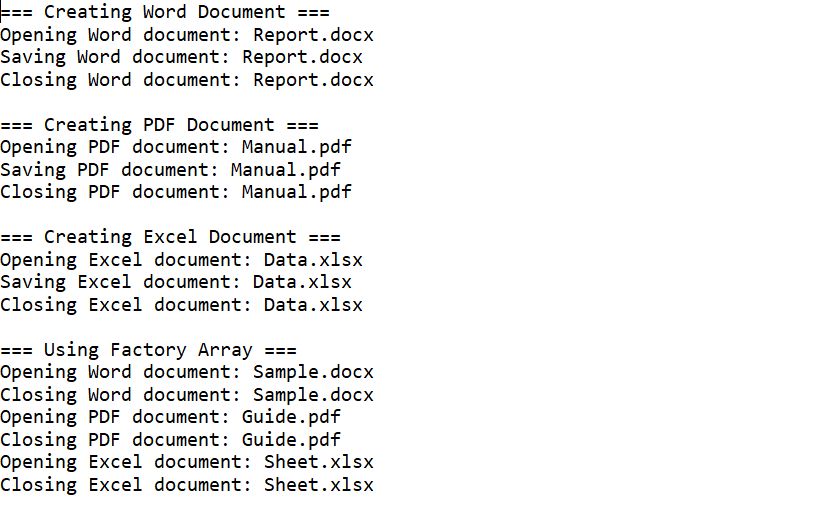 === Creating Word Document ===
Opening Word document: Report.docx
Saving Word document: Report.docx
Closing Word document: Report.docx

=== Creating PDF Document ===
Opening PDF document: Manual.pdf
Saving PDF document: Manual.pdf
Closing PDF document: Manual.pdf

=== Creating Excel Document ===
Opening Excel document: Data.xlsx
Saving Excel document: Data.xlsx
Closing Excel document: Data.xlsx

=== Using Factory Array ===
Opening Word document: Sample.docx
Closing Word document: Sample.docx
Opening PDF document: Guide.pdf
Closing PDF document: Guide.pdf
Opening Excel document: Sheet.xlsx
Closing Excel document: Sheet.xlsx